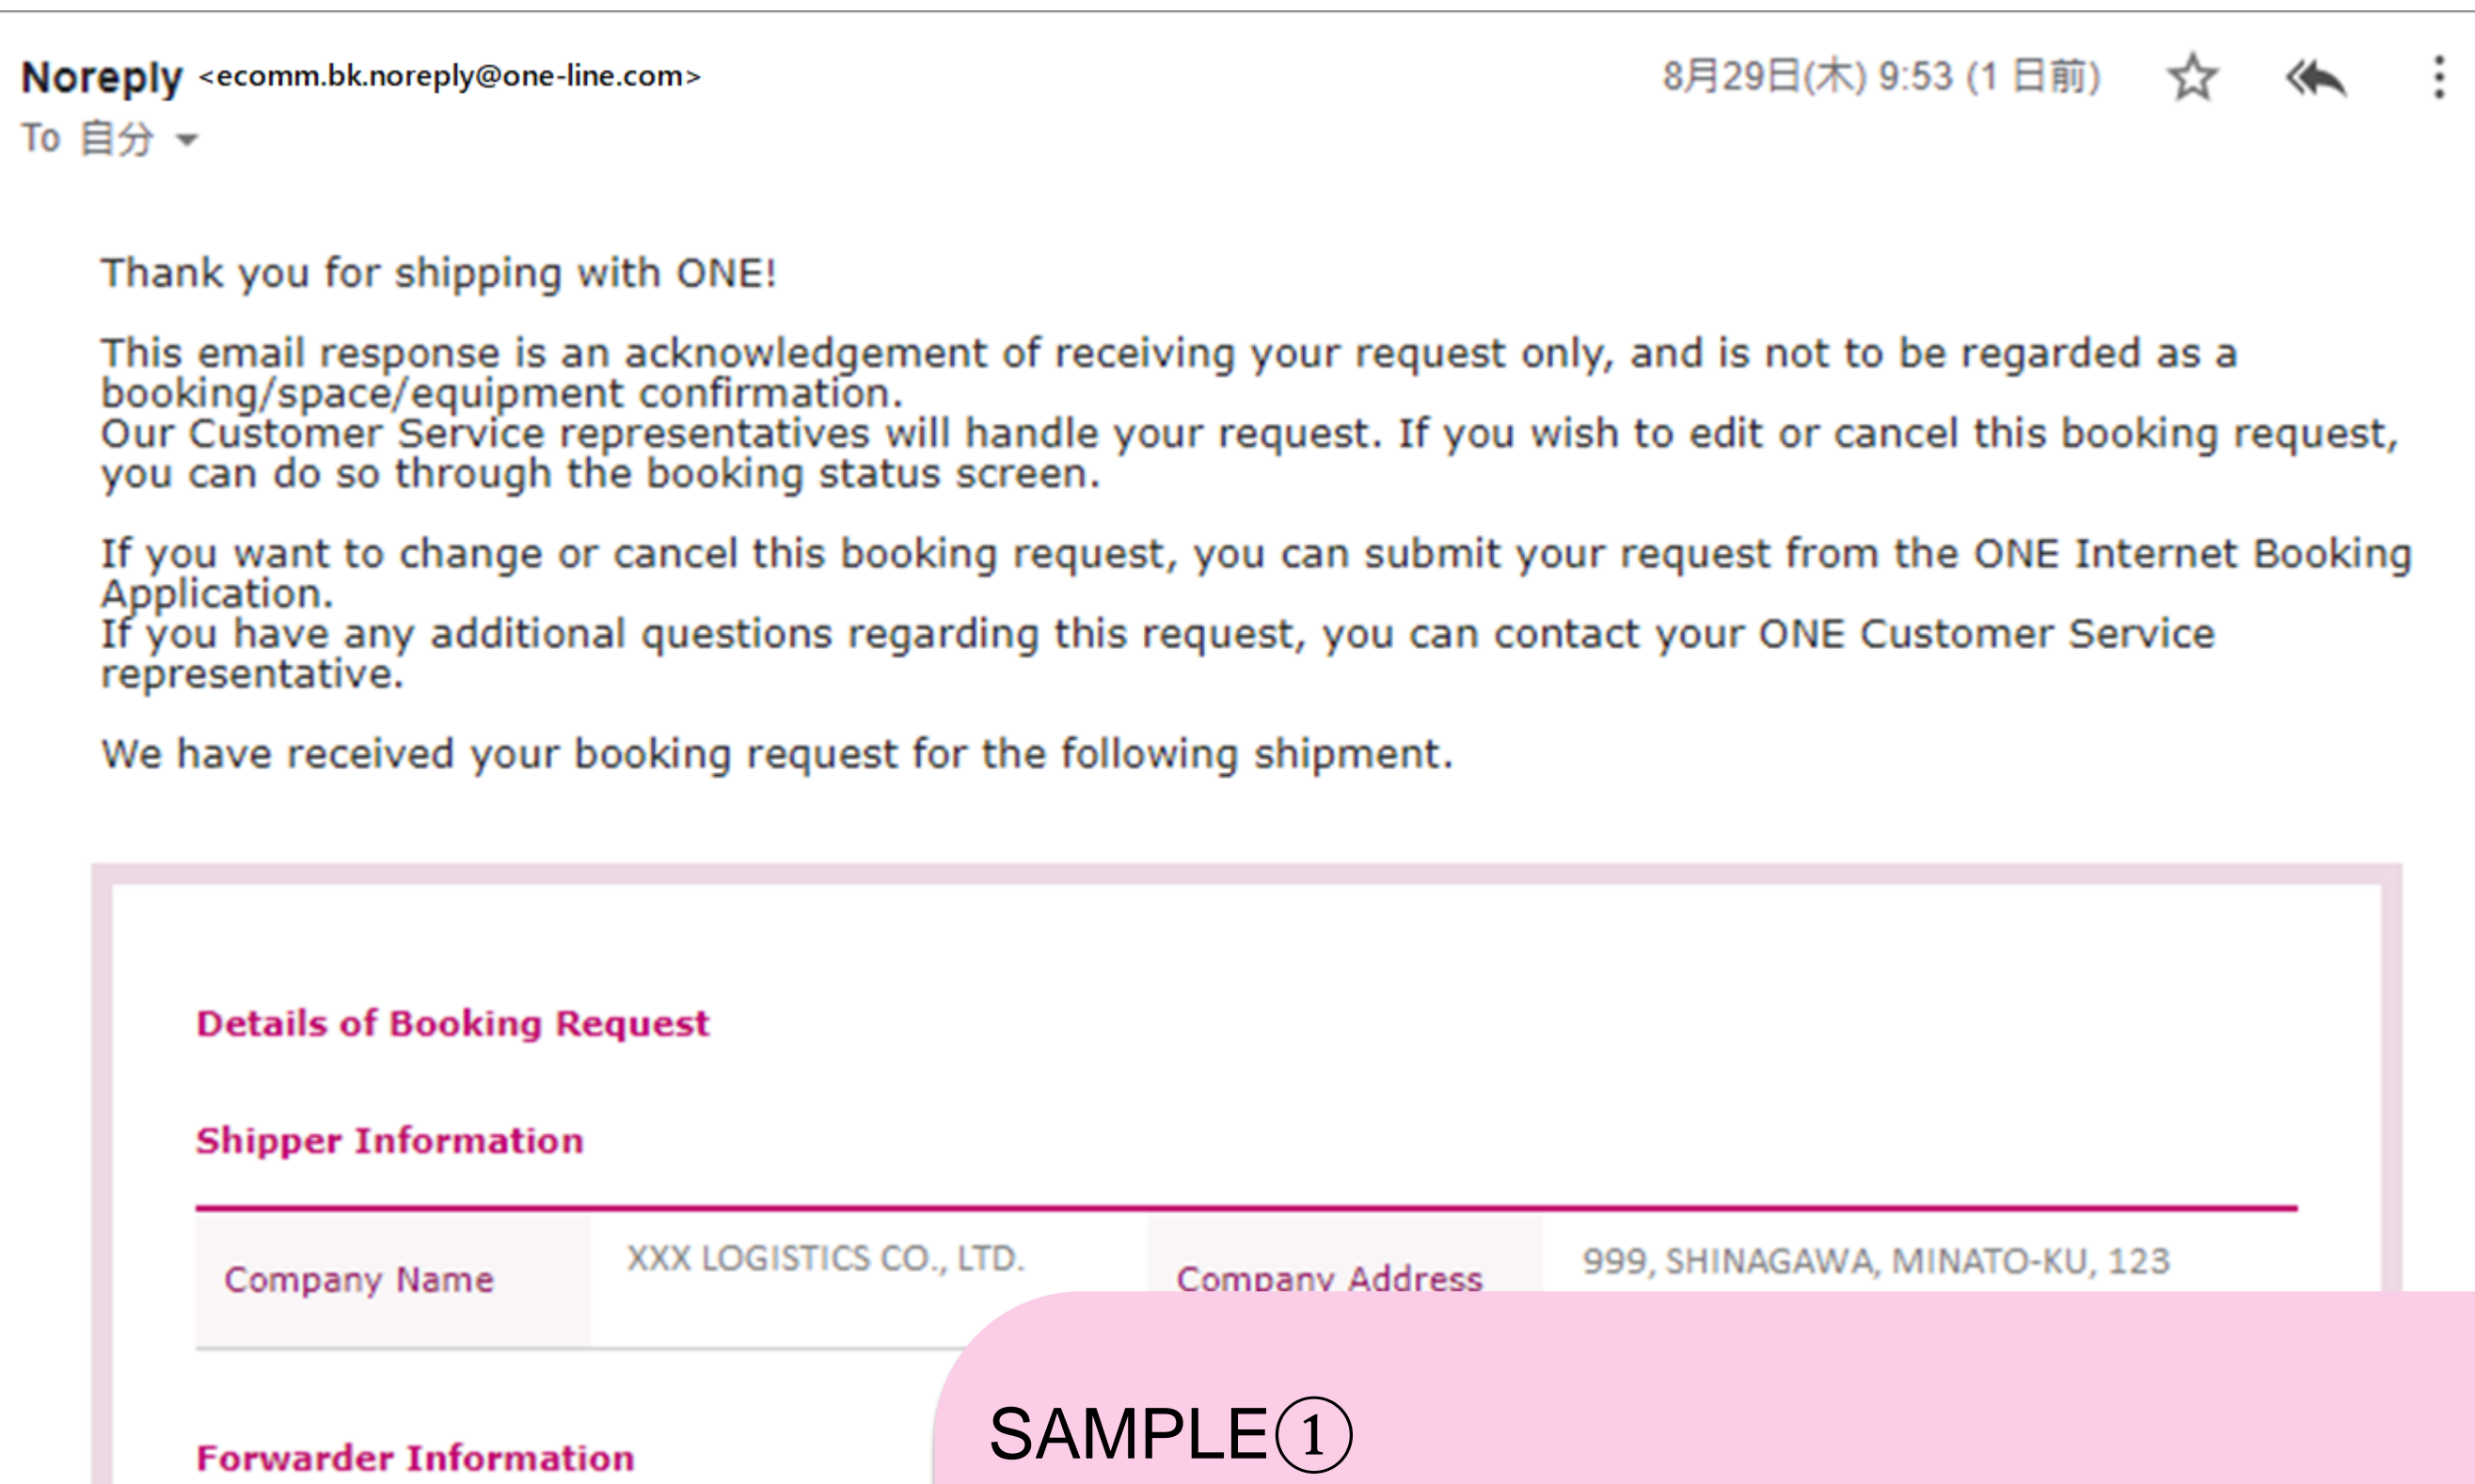 Noreply <ecomm.bk.noreply@one-line.com> 8月29日(木) 9:53 (1 日前)
To 自分
Thank you for shipping with ONE!
This email response is an acknowledgement of receiving your request only, and is not to be regarded as a
booking/space/equipment confirmation.
Our Customer Service representatives will handle your request. If you wish to edit or cancel this booking request,
you can do so through the booking status screen.
If you want to change or cancel this booking request, you can submit your request from the ONE Internet Booking
Application.
If you have any additional questions regarding this request, you can contact your ONE Customer Service
representative.
We have received your booking request for the following shipment.
Details of Booking Request
Shipper Information
Company Name XXX LOGISTICS CO., LTD. Company Address 999, SHINAGAWA, MINATO-KU, 123
Forwarder Information
SAMPLE①